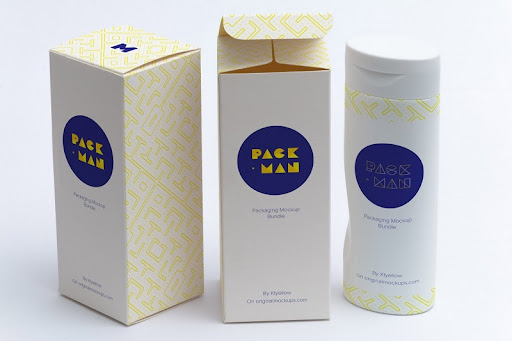 M
PACK
·MAN
Packaging Mockup
Bundle
By Ktyellow
On originalmockups.com
PACK
·MAN
Packaging Mockup
Bundle
By Ktyellow
On originalmockups.com
PACK
·MAN
Packaging Mockup
Bundle
By Ktyellow
On originalmockups.com